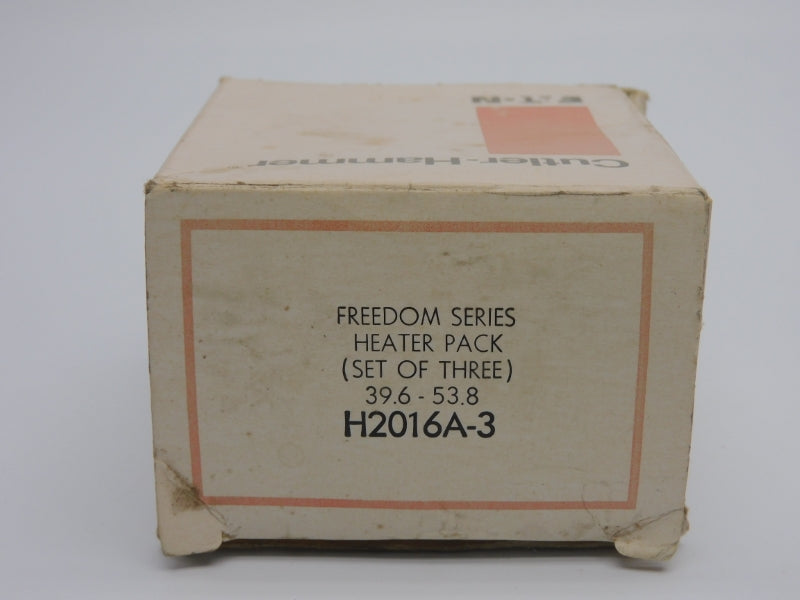 E·T·N
Cutler-Hammer
FREEDOM SERIES
HEATER PACK
(SET OF THREE)
39.6 - 53.8
H2016A-3